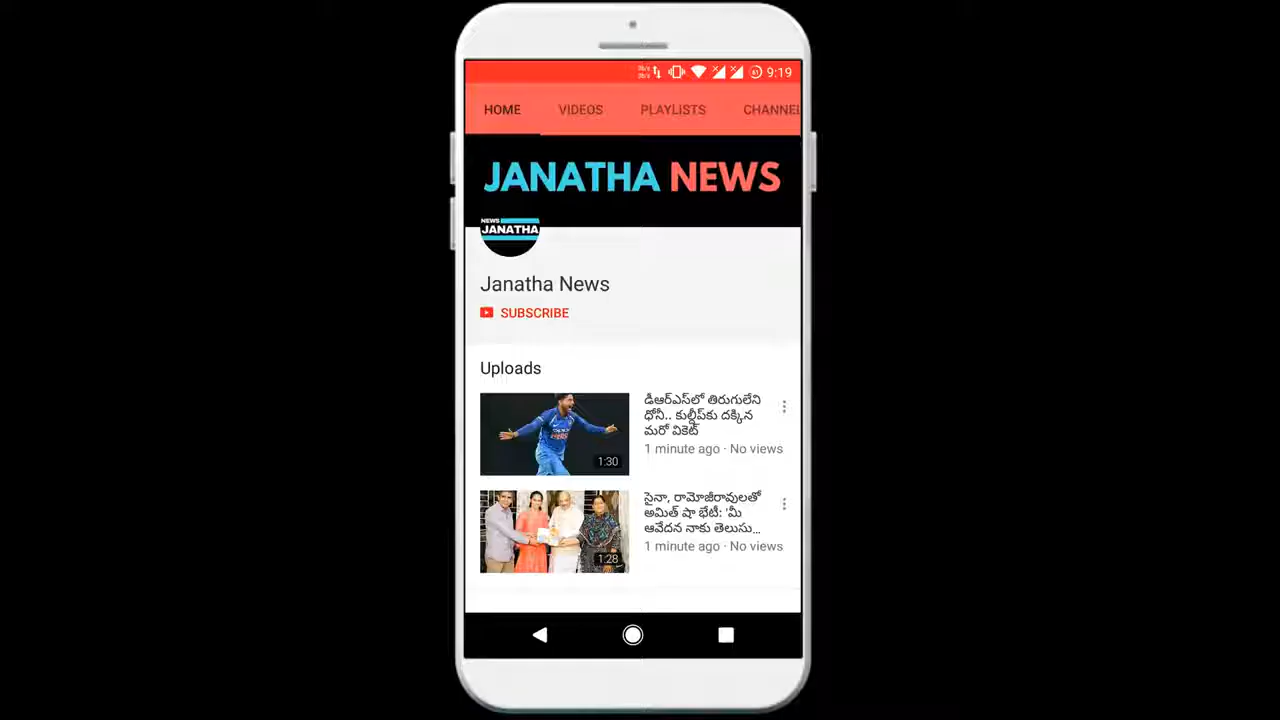 9:19
HOME VIDEOS PLAYLISTS CHANNEL
JANATHA NEWS
NEWS
JANATHA
Janatha News
SUBSCRIBE
Uploads
డీఆర్‌ఎస్‌లో తిరుగులేని
ధోనీ.. కుల్దీప్‌కు దక్కిన
మరో వికెట్
1 minute ago · No views
1:30
సైనా, రామోజీరావులతో
అమిత్ షా భేటీ: 'మీ
ఆవేదన నాకు తెలుసు...
1 minute ago · No views
1:28